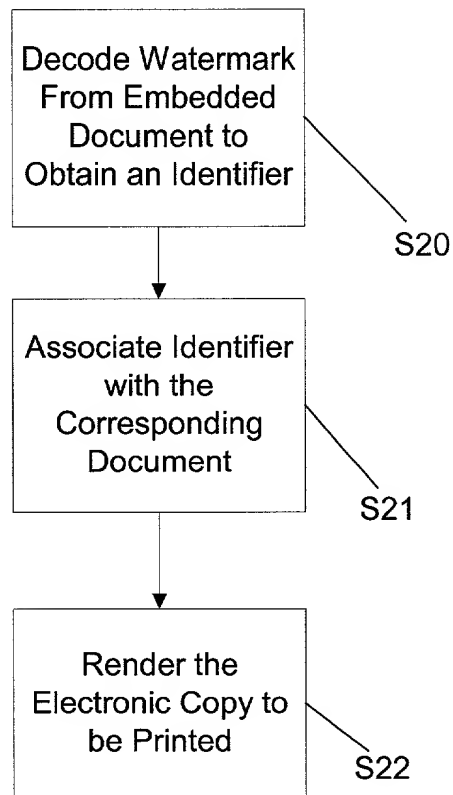 Decode Watermark
From Embedded
Document to
Obtain an Identifier
S20
Associate Identifier
with the
Corresponding
Document
S21
Render the
Electronic Copy to
be Printed
S22